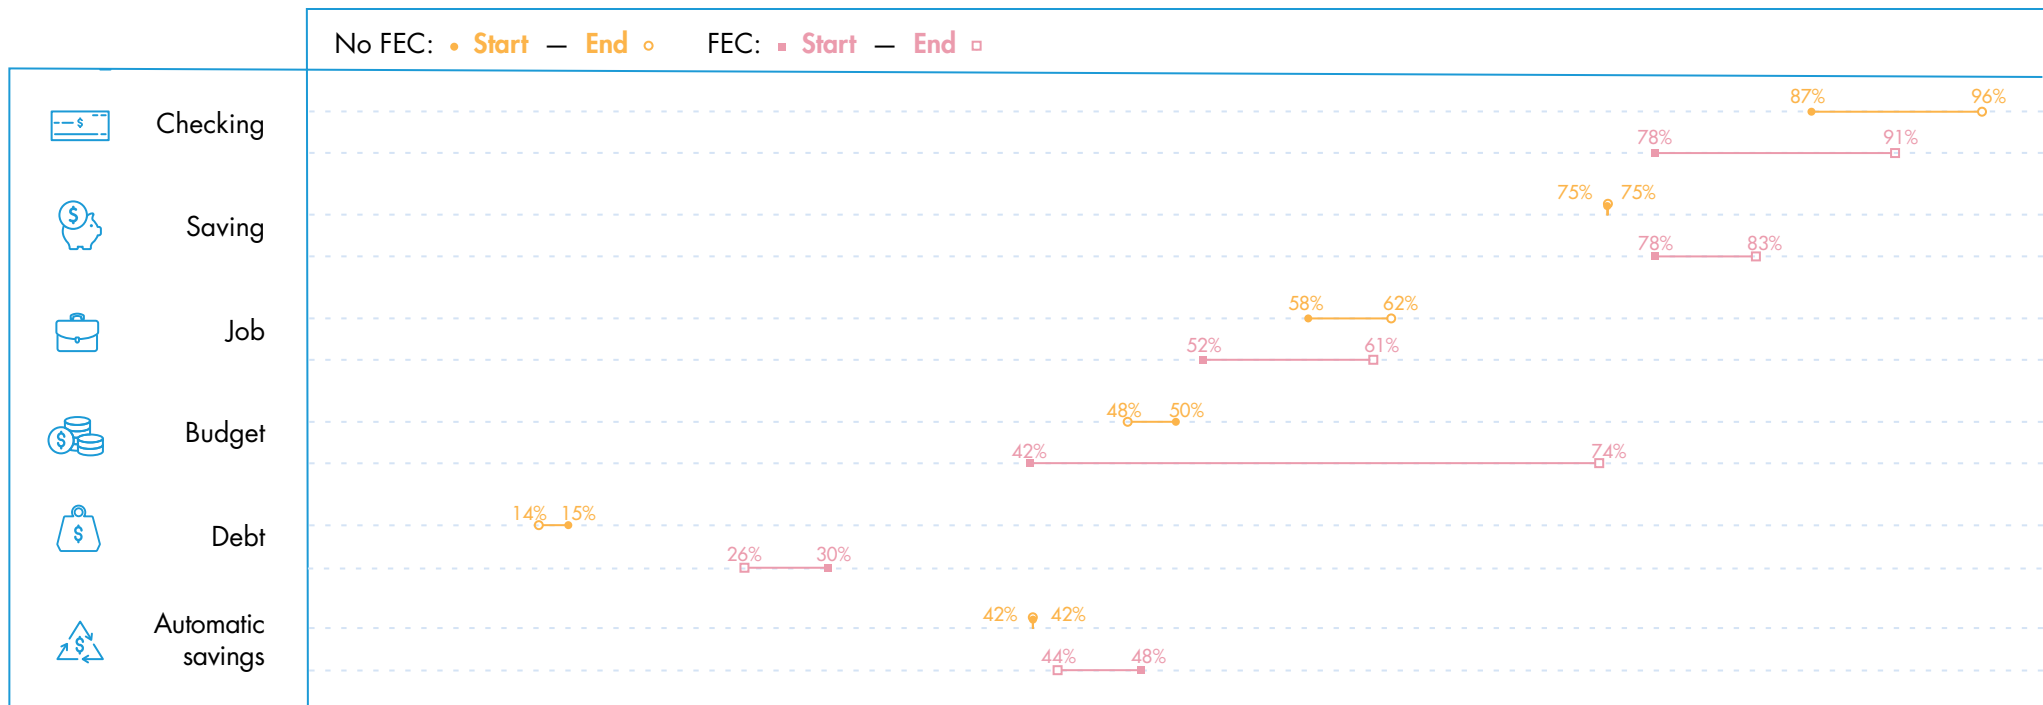 No FEC: Start — End FEC: Start — End
87% 96%
Checking
78% 91%
75% 75%
Saving
78% 83%
58% 62%
Job
52% 61%
48% 50%
Budget
42% 74%
14% 15%
Debt
26% 30%
42% 42%
Automatic
savings
44% 48%
$
$
$
$
$